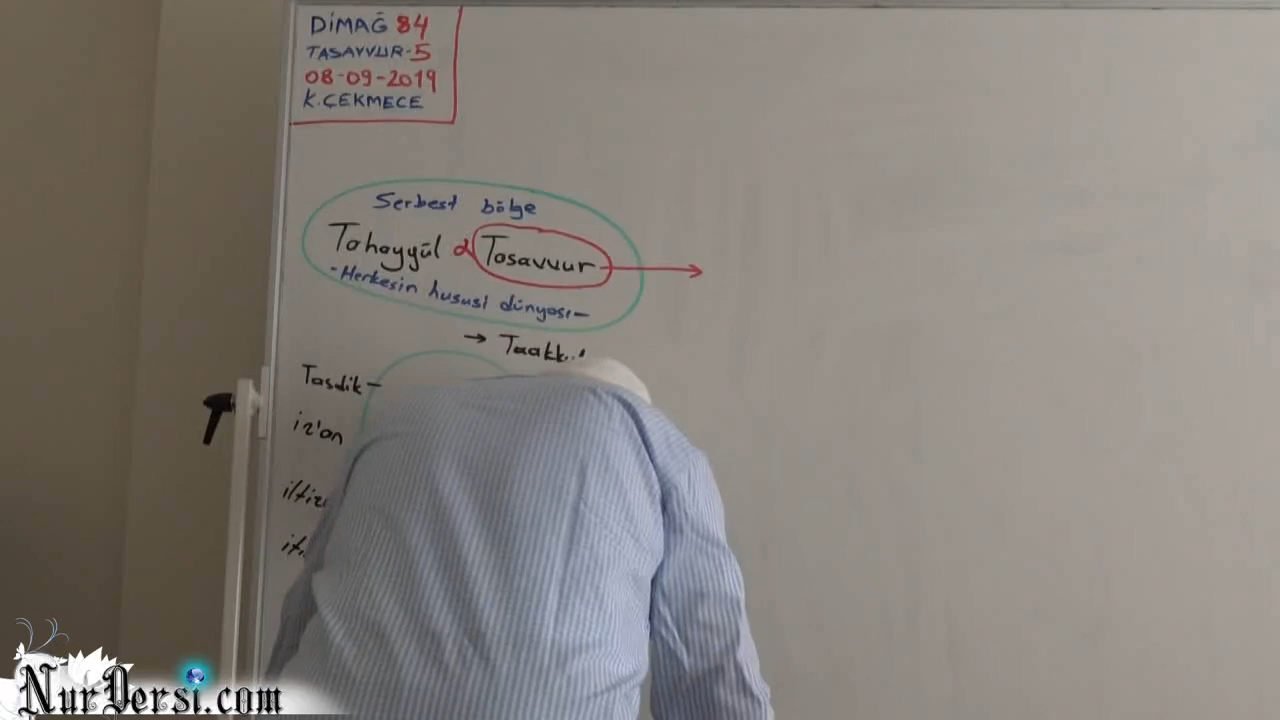 DİMAĞ 84
TASAVVUR-5
08-09-2019
K.ÇEKMECE
Serbest bölge
Tahayyül Tasavvur
-Herkesin hususi dünyası-
→
Tasdik-
iz'an
NurDersi.com